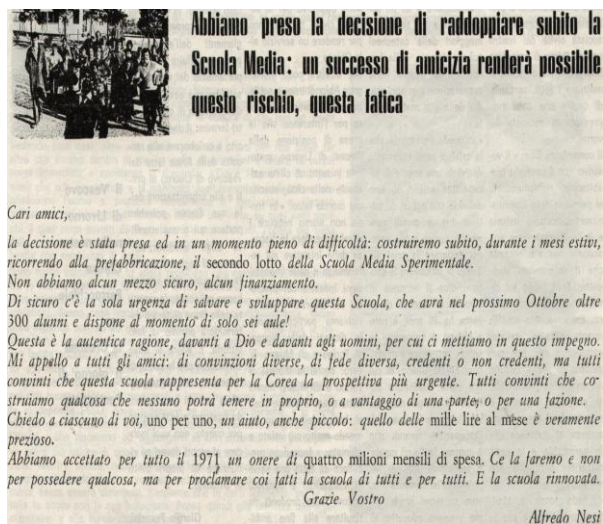 Abbiamo preso la decisione di raddoppiare subito la
Scuola Media: un successo di amicizia renderà possibile
questo rischio, questa fatica
Cari amici,
la decisione è stata presa ed in un momento pieno di difficoltà: costruiremo subito, durante i mesi estivi,
ricorrendo alla prefabbricazione, il secondo lotto della Scuola Media Sperimentale.
Non abbiamo alcun mezzo sicuro, alcun finanziamento.
Di sicuro c'è la sola urgenza di salvare e sviluppare questa Scuola, che avrà nel prossimo Ottobre oltre
300 alunni e dispone al momento di solo sei aule!
Questa è la autentica ragione, davanti a Dio e davanti agli uomini, per cui ci mettiamo in questo impegno.
Mi appello a tutti gli amici: di convinzioni diverse, di fede diversa, credenti o non credenti, ma tutti
convinti che questa scuola rappresenta per la Corea la prospettiva più urgente. Tutti convinti che co-
struiamo qualcosa che nessuno potrà tenere in proprio, o a vantaggio di una parte, o per una fazione.
Chiedo a ciascuno di voi, uno per uno, un aiuto, anche piccolo: quello delle mille lire al mese è veramente
prezioso.
Abbiamo accettato per tutto il 1971 un onere di quattro milioni mensili di spesa. Ce la faremo e non
per possedere qualcosa, ma per proclamare coi fatti la scuola di tutti e per tutti. E la scuola rinnovata.
Grazie. Vostro
Alfredo Nesi